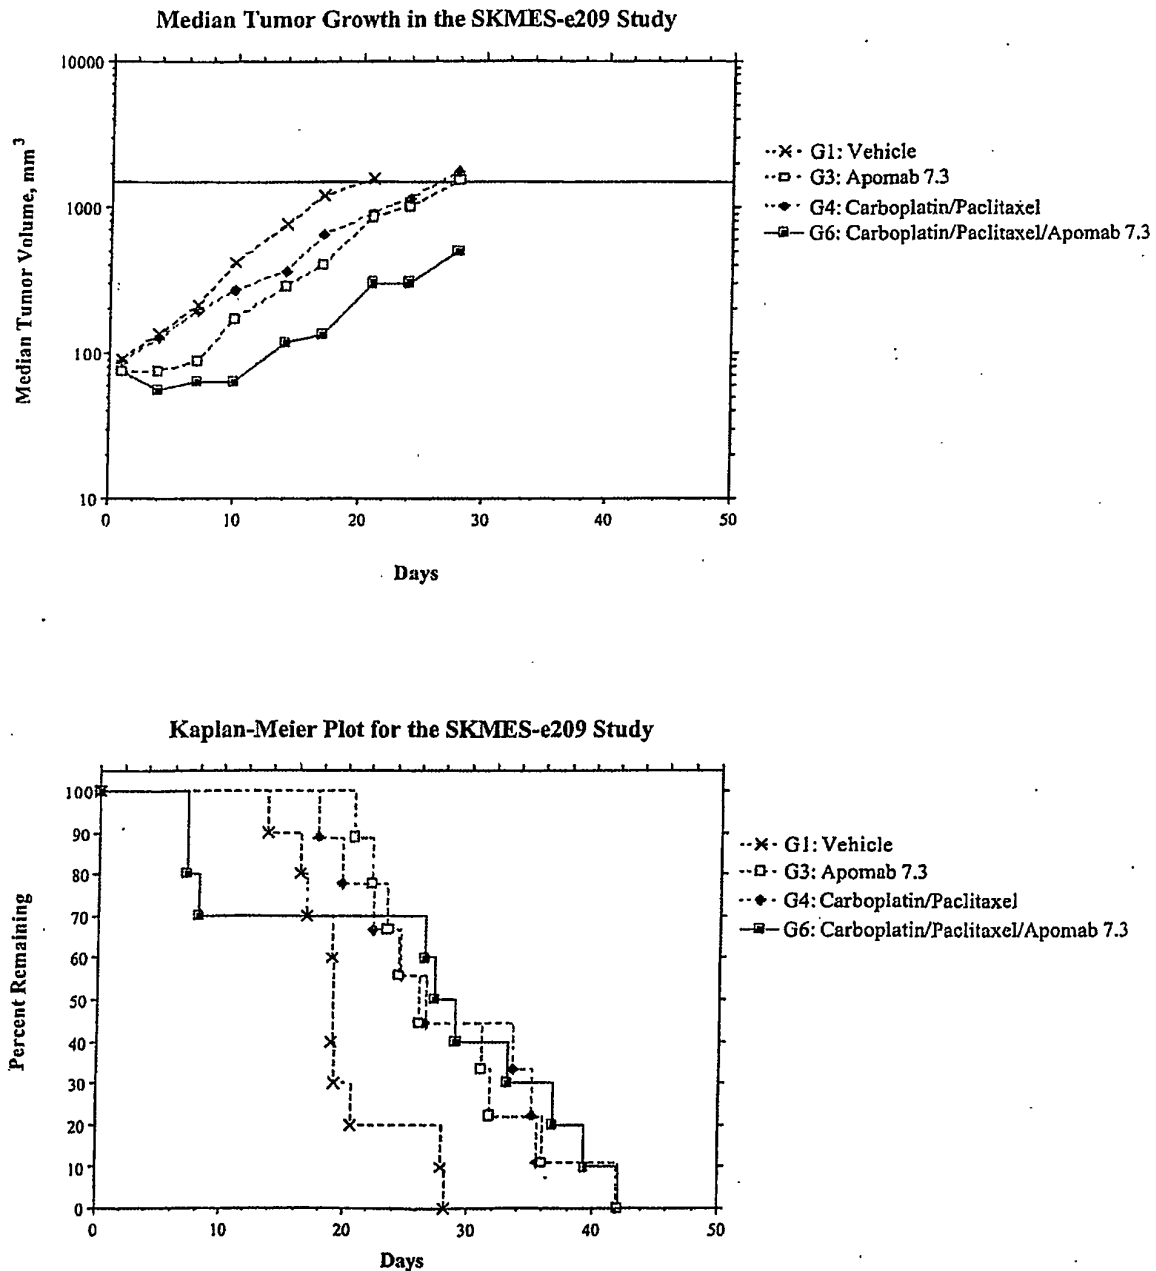 Median Tumor Growth in the SKMES-e209 Study
10000
1000
100
10
Median Tumor Volume, mm³
0 10 20 30 40 50
Days
G1: Vehicle
G3: Apomab 7.3
G4: Carboplatin/Paclitaxel
G6: Carboplatin/Paclitaxel/Apomab 7.3
Kaplan-Meier Plot for the SKMES-e209 Study
100
90
80
70
60
50
40
30
20
10
0
Percent Remaining
0 10 20 30 40 50
Days
G1: Vehicle
G3: Apomab 7.3
G4: Carboplatin/Paclitaxel
G6: Carboplatin/Paclitaxel/Apomab 7.3